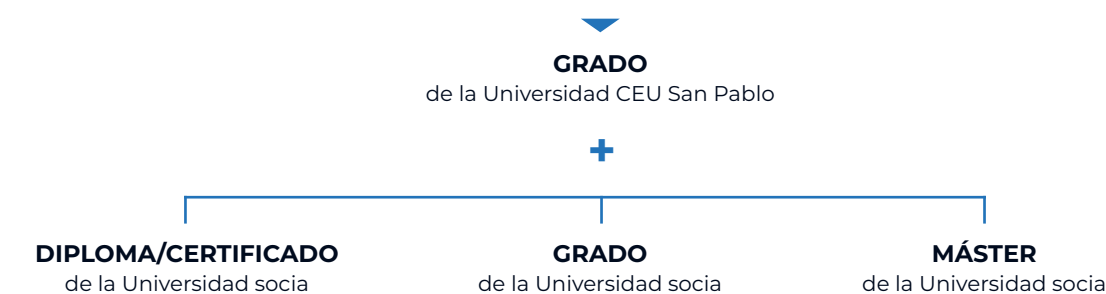 GRADO
de la Universidad CEU San Pablo
+
DIPLOMA/CERTIFICADO
de la Universidad socia
GRADO
de la Universidad socia
MÁSTER
de la Universidad socia